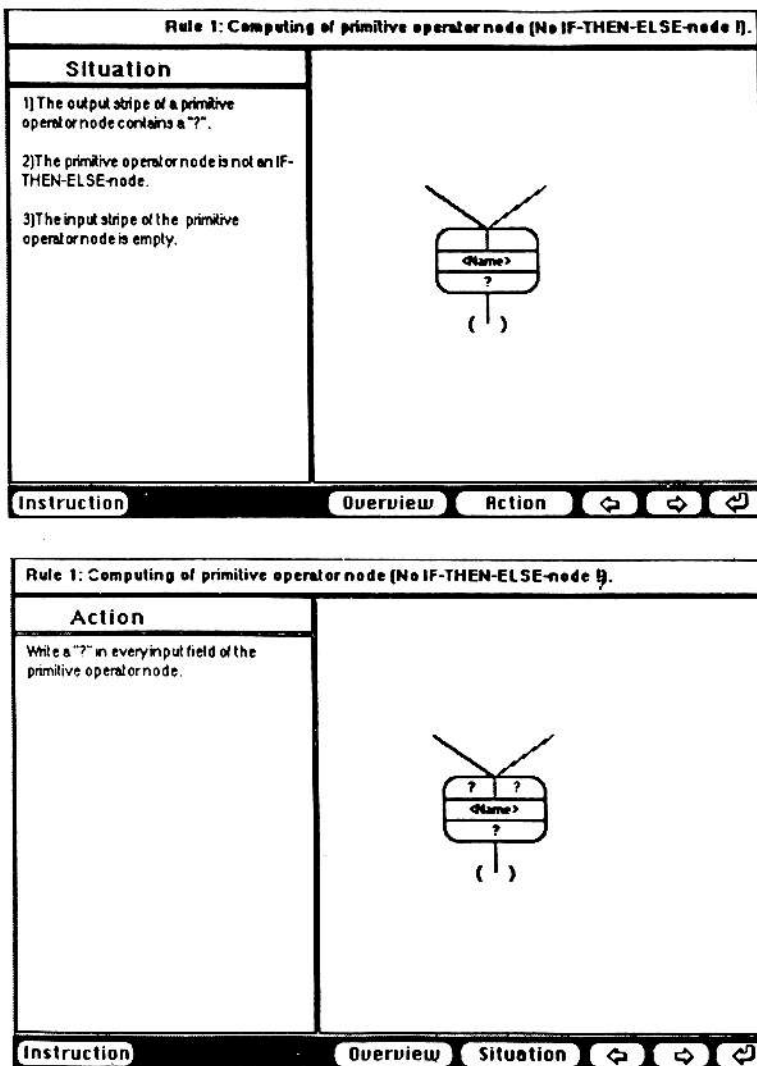 Rule 1: Computing of primitive operator node (No IF-THEN-ELSE-node !).
Situation
1) The output stripe of a primitive
operator node contains a "?".
2)The primitive operator node is not an IF-
THEN-ELSE-node.
3)The input stripe of the primitive
operator node is empty.
<Name>
?
( )
Instruction
Overview
Action
Rule 1: Computing of primitive operator node (No IF-THEN-ELSE-node !).
Action
Write a "?" in every input field of the
primitive operator node.
? ?
<Name>
?
( )
Instruction
Overview
Situation